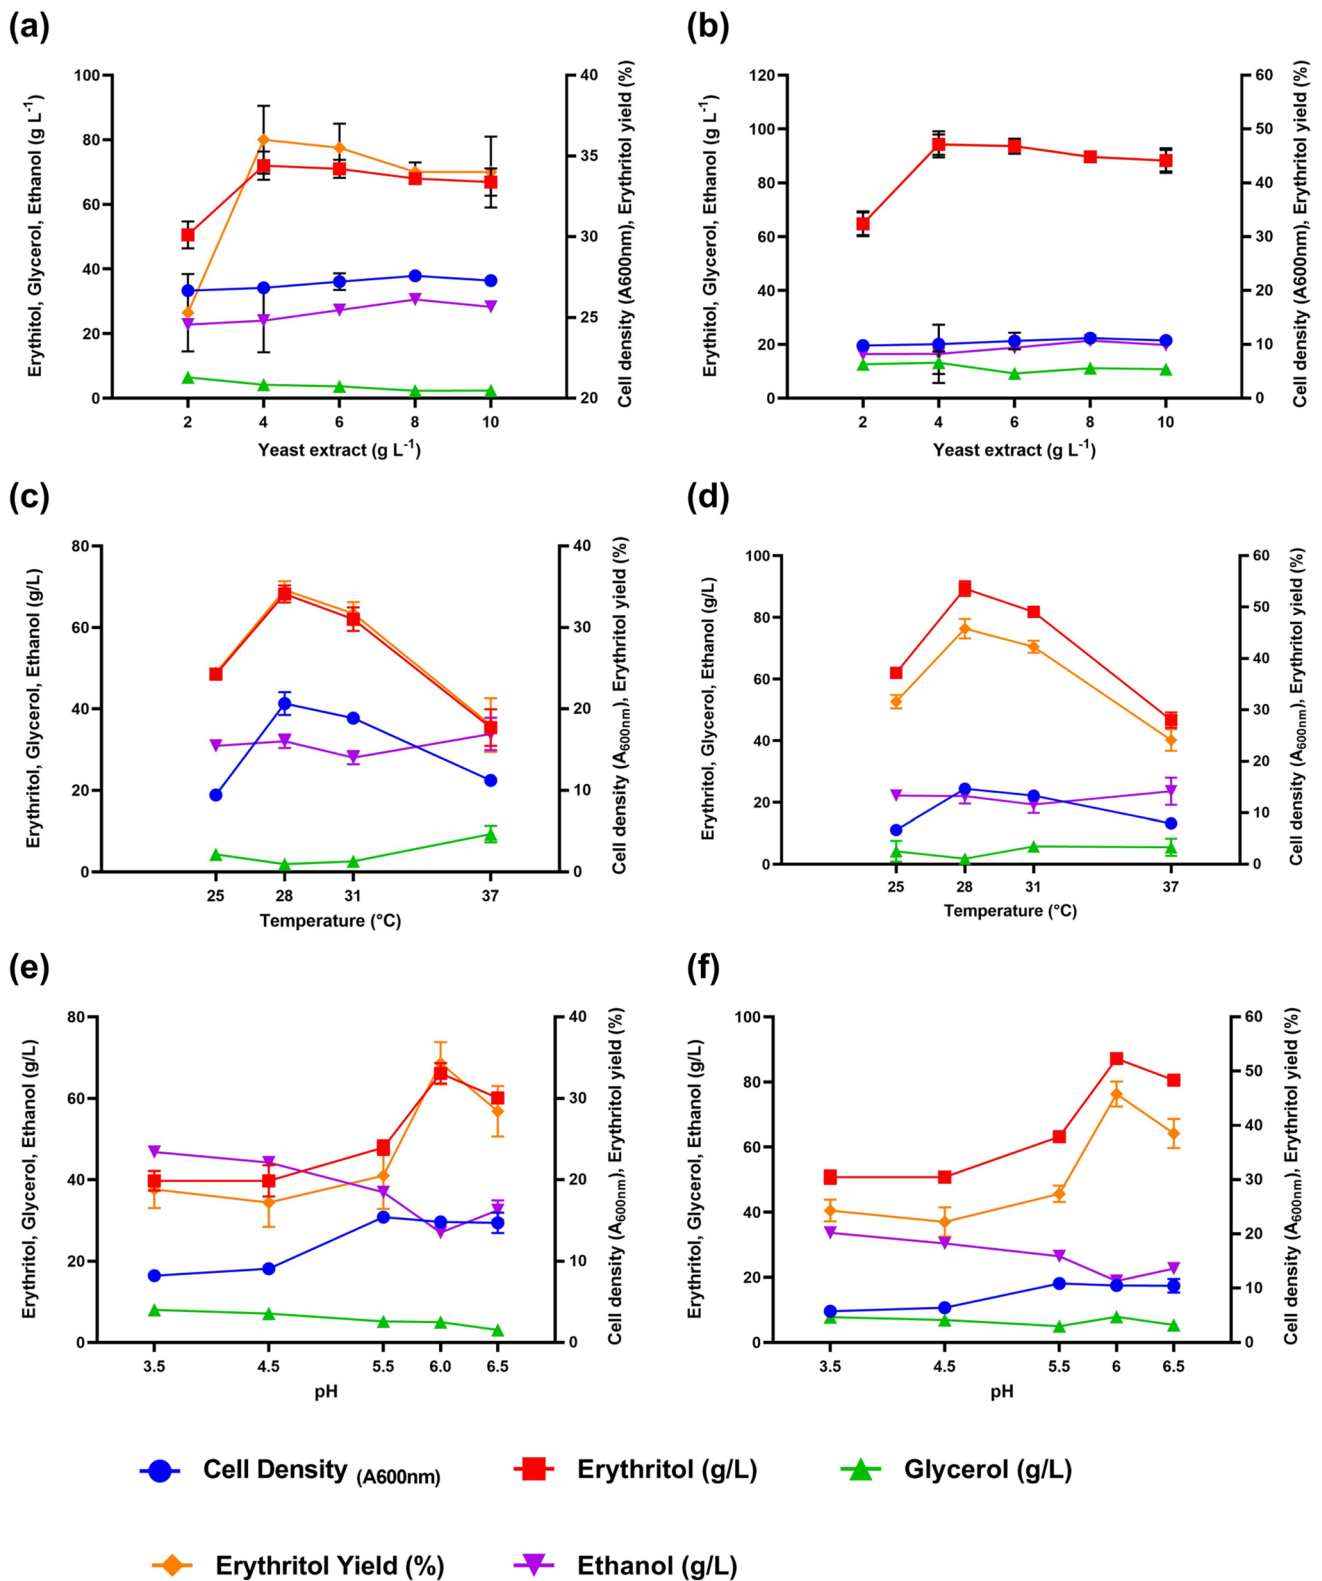 (a)
Erythitol, Glycerol, Ethanol (g L-1)
100
80
60
40
20
0
40
35
30
25
20
Cell density (A600nm), Erythritol yield (%)
2 4 6 8 10
Yeast extract (g L-1)
(b)
Erythitol, Glycerol, Ethanol (g L-1)
120
100
80
60
40
20
0
60
50
40
30
20
10
0
Cell density (A600nm), Erythritol yield (%)
2 4 6 8 10
Yeast extract (g L-1)
(c)
Erythritol, Glycerol, Ethanol (g/L)
80
60
40
20
0
40
30
20
10
0
Cell density (A600nm), Erythritol yield (%)
25 28 31 37
Temperature (°C)
(d)
Erythritol, Glycerol, Ethanol (g/L)
100
80
60
40
20
0
60
50
40
30
20
10
0
Cell density (A600nm), Erythritol yield (%)
25 28 31 37
Temperature (°C)
(e)
Erythritol, Glycerol, Ethanol (g/L)
80
60
40
20
0
40
30
20
10
0
Cell density (A600nm), Erythritol yield (%)
3.5 4.5 5.5 6.0 6.5
pH
(f)
Erythritol, Glycerol, Ethanol (g/L)
100
80
60
40
20
0
60
50
40
30
20
10
0
Cell density (A600nm), Erythritol yield (%)
3.5 4.5 5.5 6 6.5
pH
Cell Density (A600nm) Erythritol (g/L) Glycerol (g/L)
Erythritol Yield (%) Ethanol (g/L)